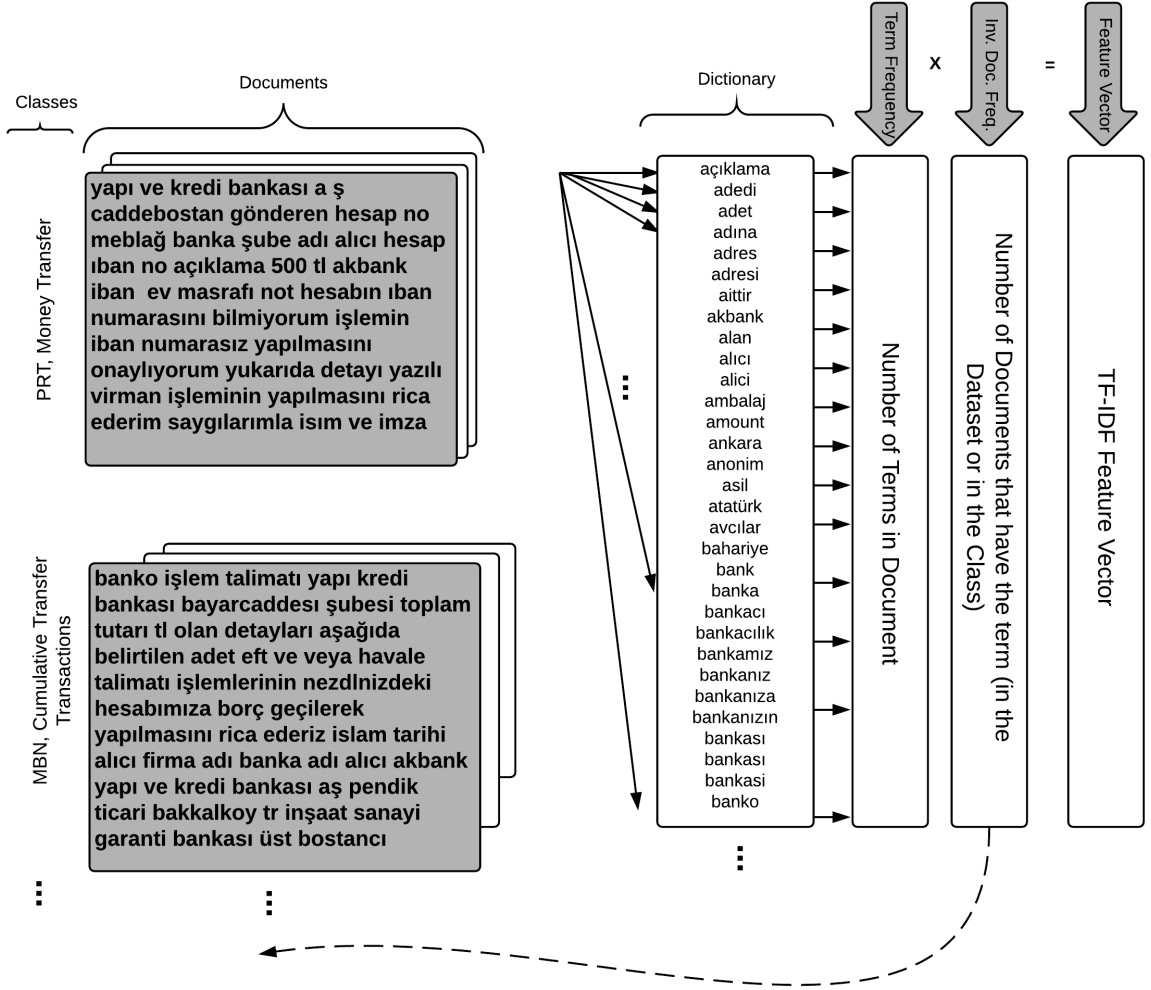 Classes
Documents
PRT, Money Transfer
yapı ve kredi bankası a ş
caddebostan gönderen hesap no
meblağ banka şube adı alıcı hesap
ıban no açıklama 500 tl akbank
iban ev masrafı not hesabın ıban
numarasını bilmiyorum işlemin
iban numarasız yapılmasını
onaylıyorum yukarıda detayı yazılı
virman işleminin yapılmasını rica
ederim saygılarımla isım ve imza
MBN, Cumulative Transfer
Transactions
banko işlem talimatı yapı kredi
bankası bayarcaddesı şubesi toplam
tutarı tl olan detayları aşağıda
belirtilen adet eft ve veya havale
talimatı işlemlerinin nezdlnizdeki
hesabımıza borç geçilerek
yapılmasını rica ederiz islam tarihi
alıcı firma adı banka adı alıcı akbank
yapı ve kredi bankası aş pendik
ticari bakkalkoy tr inşaat sanayi
garanti bankası üst bostancı
Dictionary
açıklama
adedi
adet
adına
adres
adresi
aittir
akbank
alan
alıcı
alici
ambalaj
amount
ankara
anonim
asil
atatürk
avcılar
bahariye
bank
banka
bankacı
bankacılık
bankamız
bankanız
bankanıza
bankanızın
bankası
bankası
bankasi
banko
Term Frequency
x
Inv. Doc. Freq.
=
Feature Vector
Number of Terms in Document
Number of Documents that have the term (in the
Dataset or in the Class)
TF-IDF Feature Vector